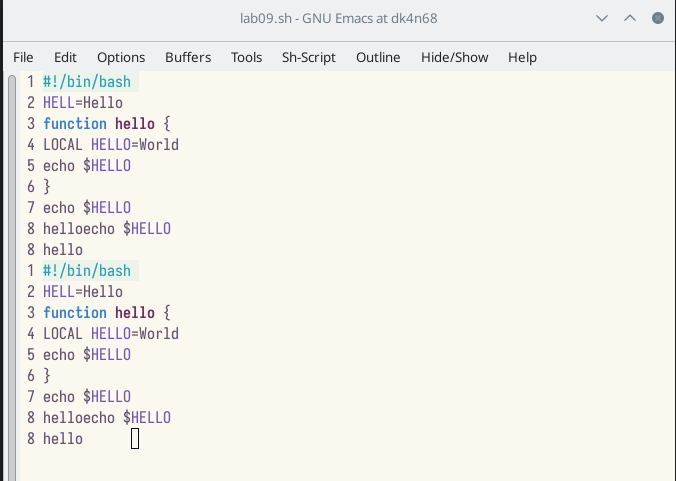 lab09.sh - GNU Emacs at dk4n68
File Edit Options Buffers Tools Sh-Script Outline Hide/Show Help
1 #!/bin/bash
2 HELL=Hello
3 function hello {
4 LOCAL HELLO=World
5 echo $HELLO
6 }
7 echo $HELLO
8 helloecho $HELLO
8 hello
1 #!/bin/bash
2 HELL=Hello
3 function hello {
4 LOCAL HELLO=World
5 echo $HELLO
6 }
7 echo $HELLO
8 helloecho $HELLO
8 hello